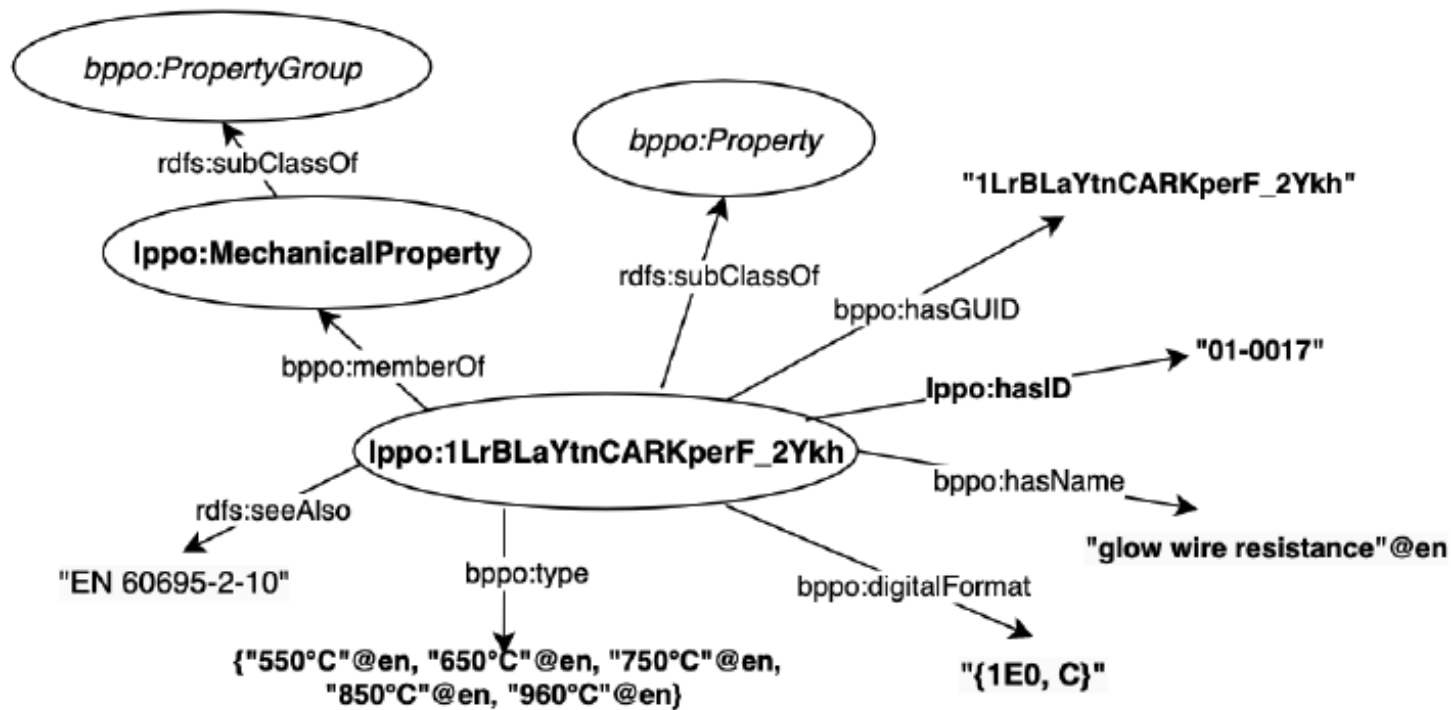 bppo:PropertyGroup
bppo:Property
rdfs:subClassOf
"1LrBLaYtnCARKperF_2Ykh"
lppo:MechanicalProperty
rdfs:subClassOf
bppo:hasGUID
"01-0017"
bppo:memberOf
lppo:hasID
lppo:1LrBLaYtnCARKperF_2Ykh
bppo:hasName
rdfs:seeAlso
"glow wire resistance"@en
"EN 60695-2-10"
bppo:type
bppo:digitalFormat
{"550°C"@en, "650°C"@en, "750°C"@en,
"850°C"@en, "960°C"@en}
"{1E0, C}"